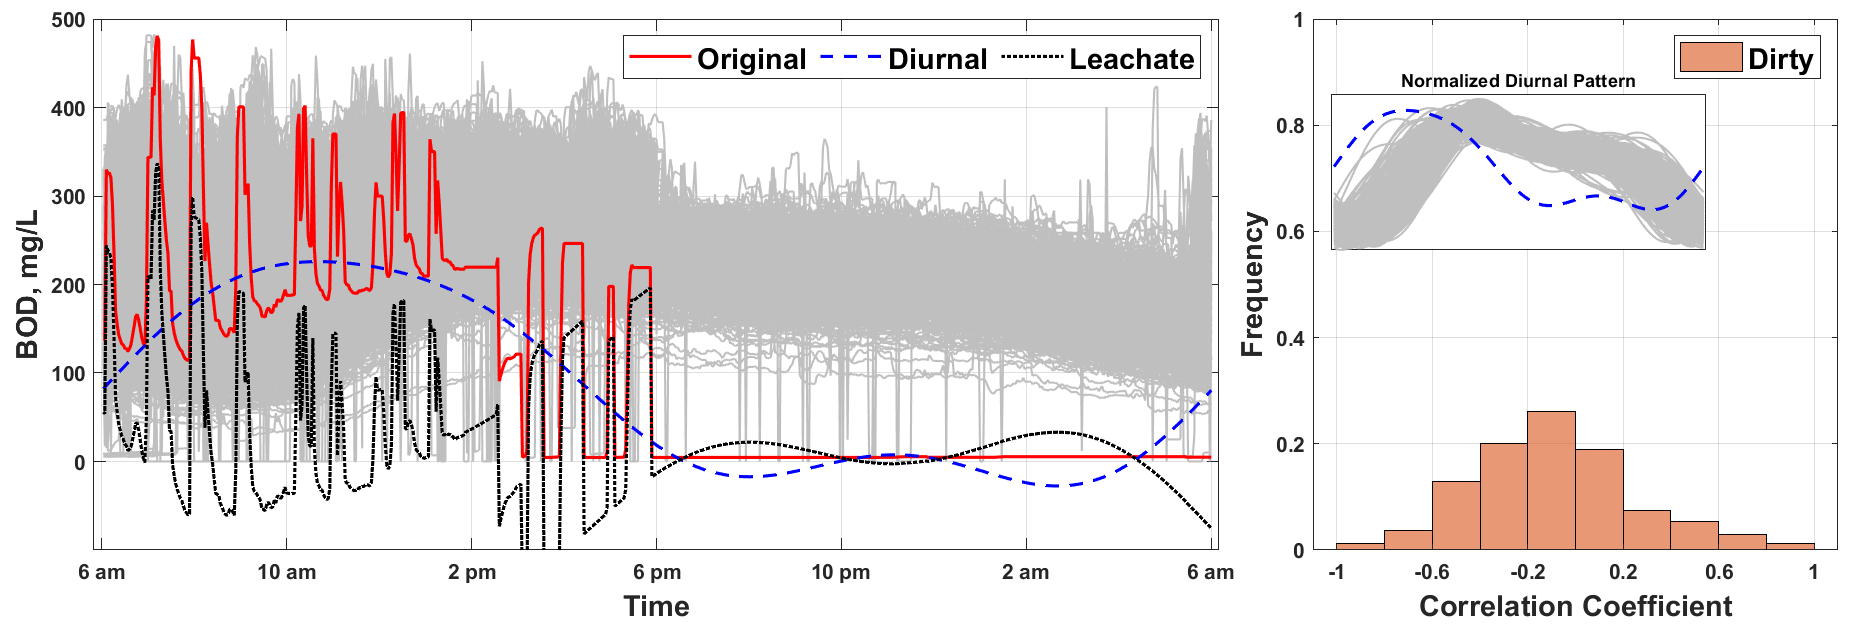 500
400
300
200
100
0
BOD, mg/L
Original Diurnal Leachate
6 am 10 am 2 pm 6 pm 10 pm 2 am 6 am
Time
1
0.8
0.6
0.4
0.2
0
Frequency
Dirty
Normalized Diurnal Pattern
-1 -0.6 -0.2 0.2 0.6 1
Correlation Coefficient